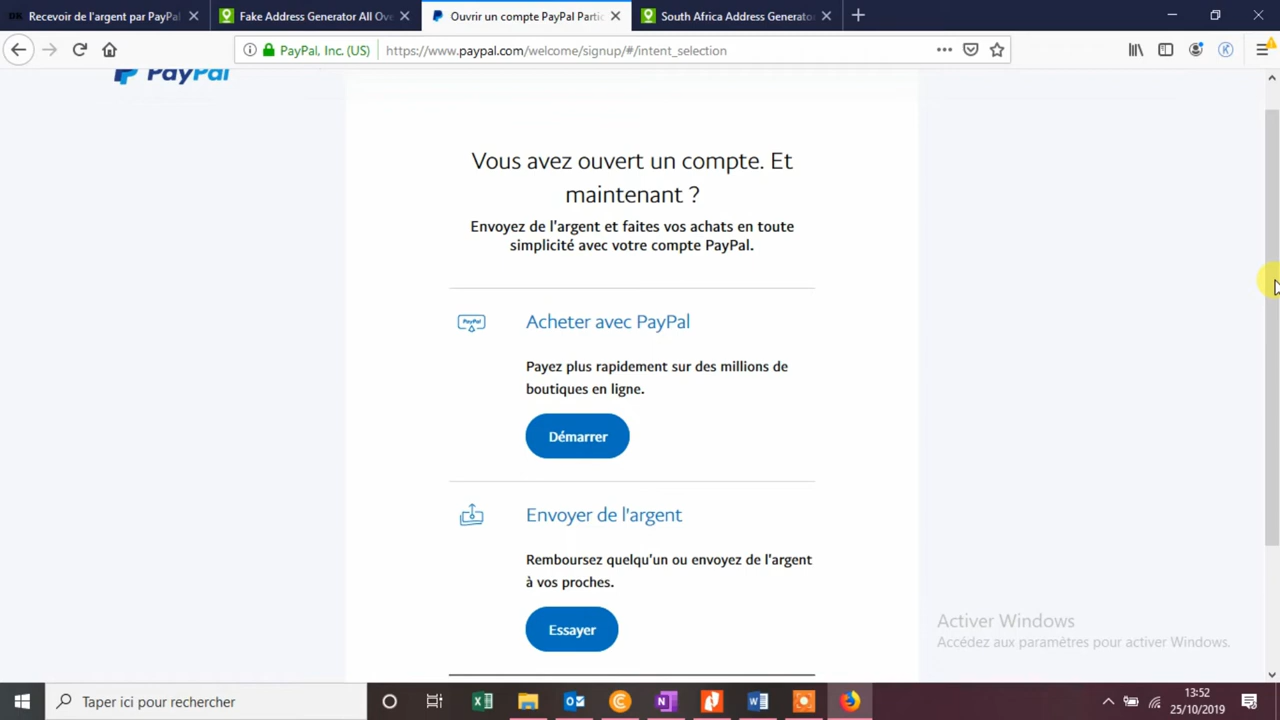 Recevoir de l'argent par PayPal
Fake Address Generator All Ove
Ouvrir un compte PayPal Partic
South Africa Address Generator
PayPal, Inc. (US)
https://www.paypal.com/welcome/signup/#/intent_selection
PayPal
Vous avez ouvert un compte. Et
maintenant ?
Envoyez de l'argent et faites vos achats en toute
simplicité avec votre compte PayPal.
PayPal
Acheter avec PayPal
Payez plus rapidement sur des millions de
boutiques en ligne.
Démarrer
Envoyer de l'argent
Remboursez quelqu'un ou envoyez de l'argent
à vos proches.
Essayer
Activer Windows
Accédez aux paramètres pour activer Windows.
Taper ici pour rechercher
13:52
25/10/2019